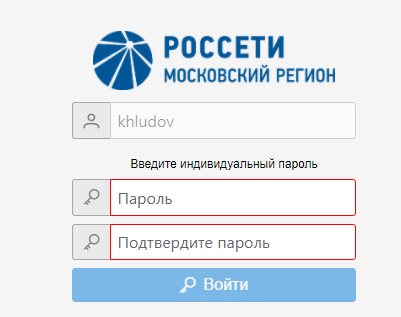 РОССЕТИ
МОСКОВСКИЙ РЕГИОН
khludov
Введите индивидуальный пароль
Пароль
Подтвердите пароль
Войти